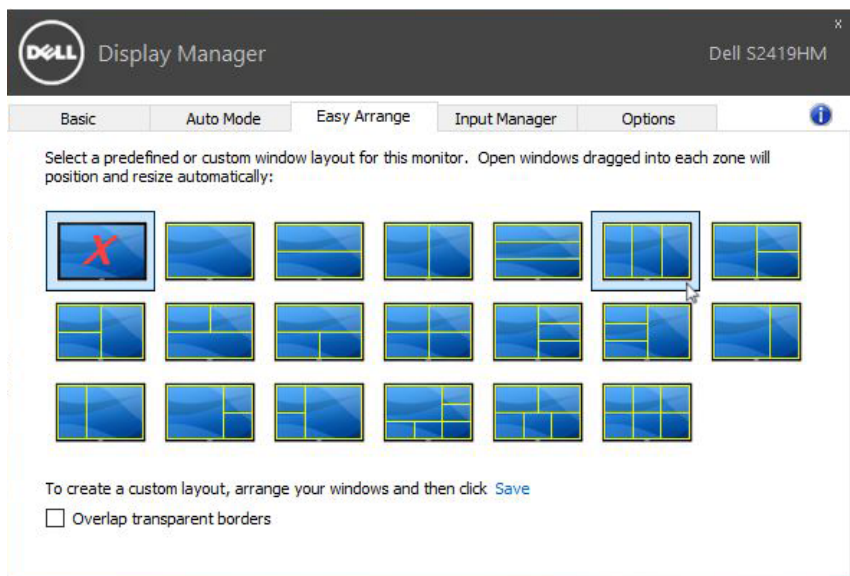 x
DELL
Display Manager
Dell S2419HM
Basic
Auto Mode
Easy Arrange
Input Manager
Options
i
Select a predefined or custom window layout for this monitor. Open windows dragged into each zone will
position and resize automatically:
X
To create a custom layout, arrange your windows and then click Save
Overlap transparent borders